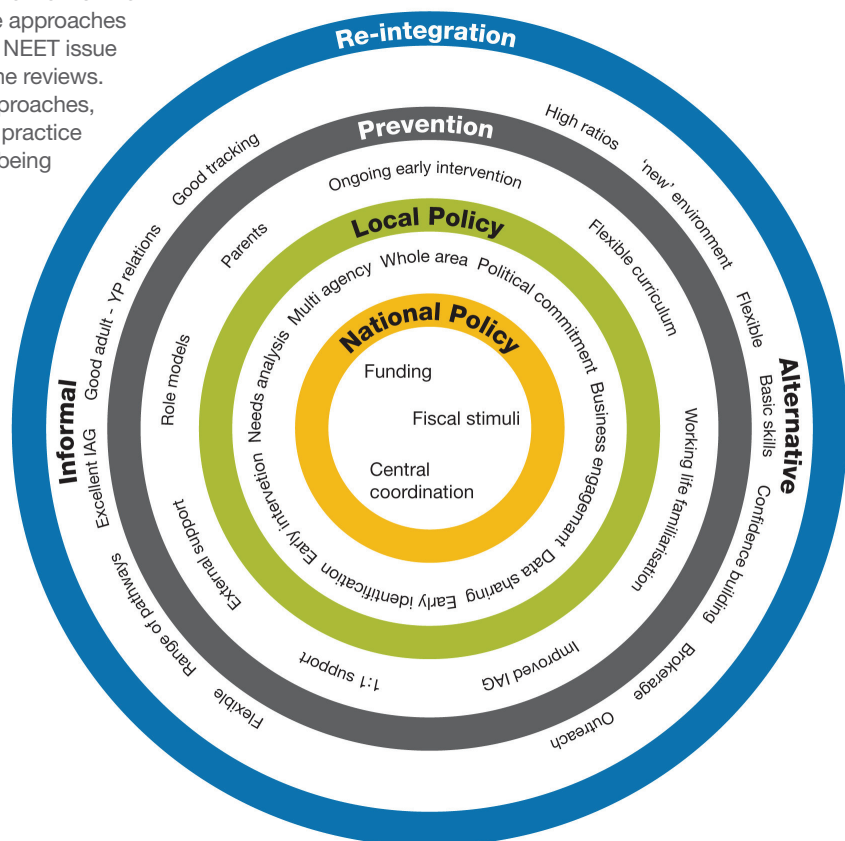 e approaches
NEET issue
ne reviews.
proaches,
practice
being
Re-integration
High ratios
'new' environment
Flexible
Basic skills
Alternative
Confidence building
Brokerage
Outreach
Flexible
Range of pathways
Excellent IAG
Informal
Good adult - YP relations
Good tracking
Prevention
Ongoing early intervention
Flexible curriculum
Working life familiarisation
Improved IAG
1:1 support
External support
Role models
Parents
Local Policy
Whole area
Political commitment
Business engagemant
Data sharing
Early identification
Early intervetion
Needs analysis
Multi agency
National Policy
Funding
Fiscal stimuli
Central
coordination